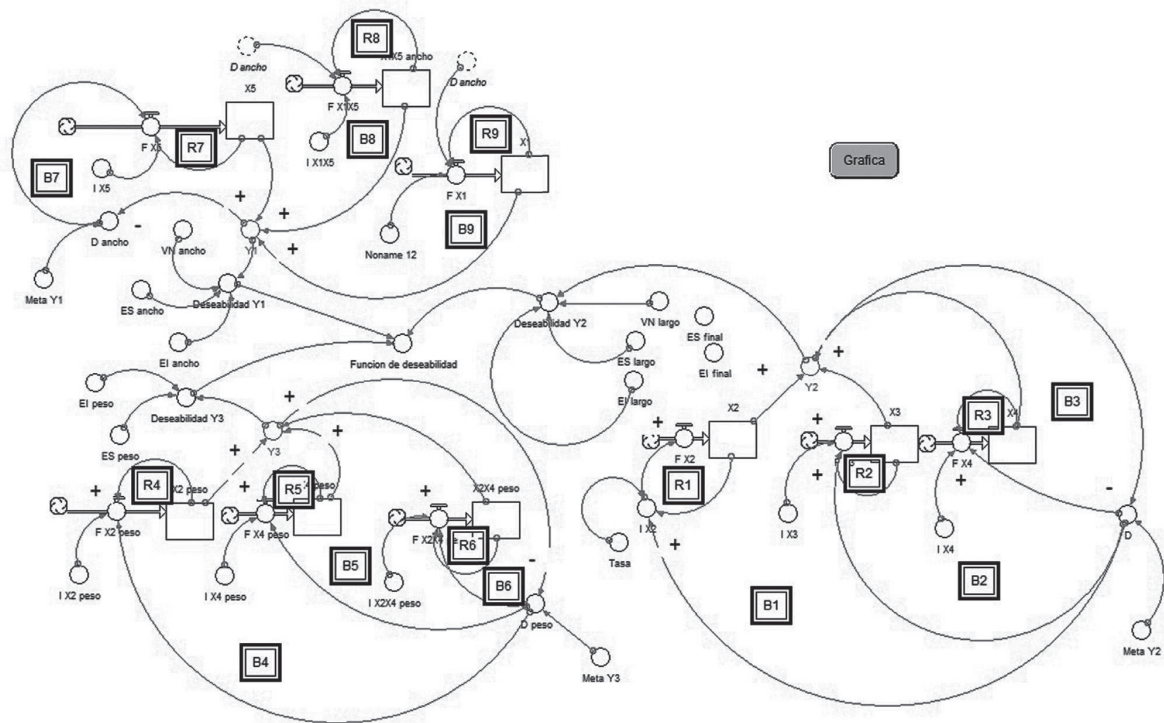 R8
X1X5 ancho
D ancho
D ancho
X5
F X1X5
R9
X1
F X5
R7
B8
I X1X5
B7
I X5
F X1
B9
+
+
+
-
D ancho
VN ancho
Y1
Noname 12
Meta Y1
ES ancho
Deseabilidad Y1
EI ancho
Grafica
Deseabilidad Y2
VN largo
ES final
ES largo
EI final
EI largo
Funcion de deseabilidad
EI peso
Deseabilidad Y3
ES peso
Y3
+
+
+
+
Y2
X2
X3
R3
X4
B3
+
+
F X2
R1
+
R2
F X4
+
I X2
+
I X3
I X4
-
D
Tasa
B1
B2
Meta Y2
R4
X2 peso
+
F X2 peso
R5
+
F X4 peso
X2X4 peso
+
F X2X4
R6
B5
B6
-
I X2 peso
I X4 peso
I X2X4 peso
D peso
B4
Meta Y3